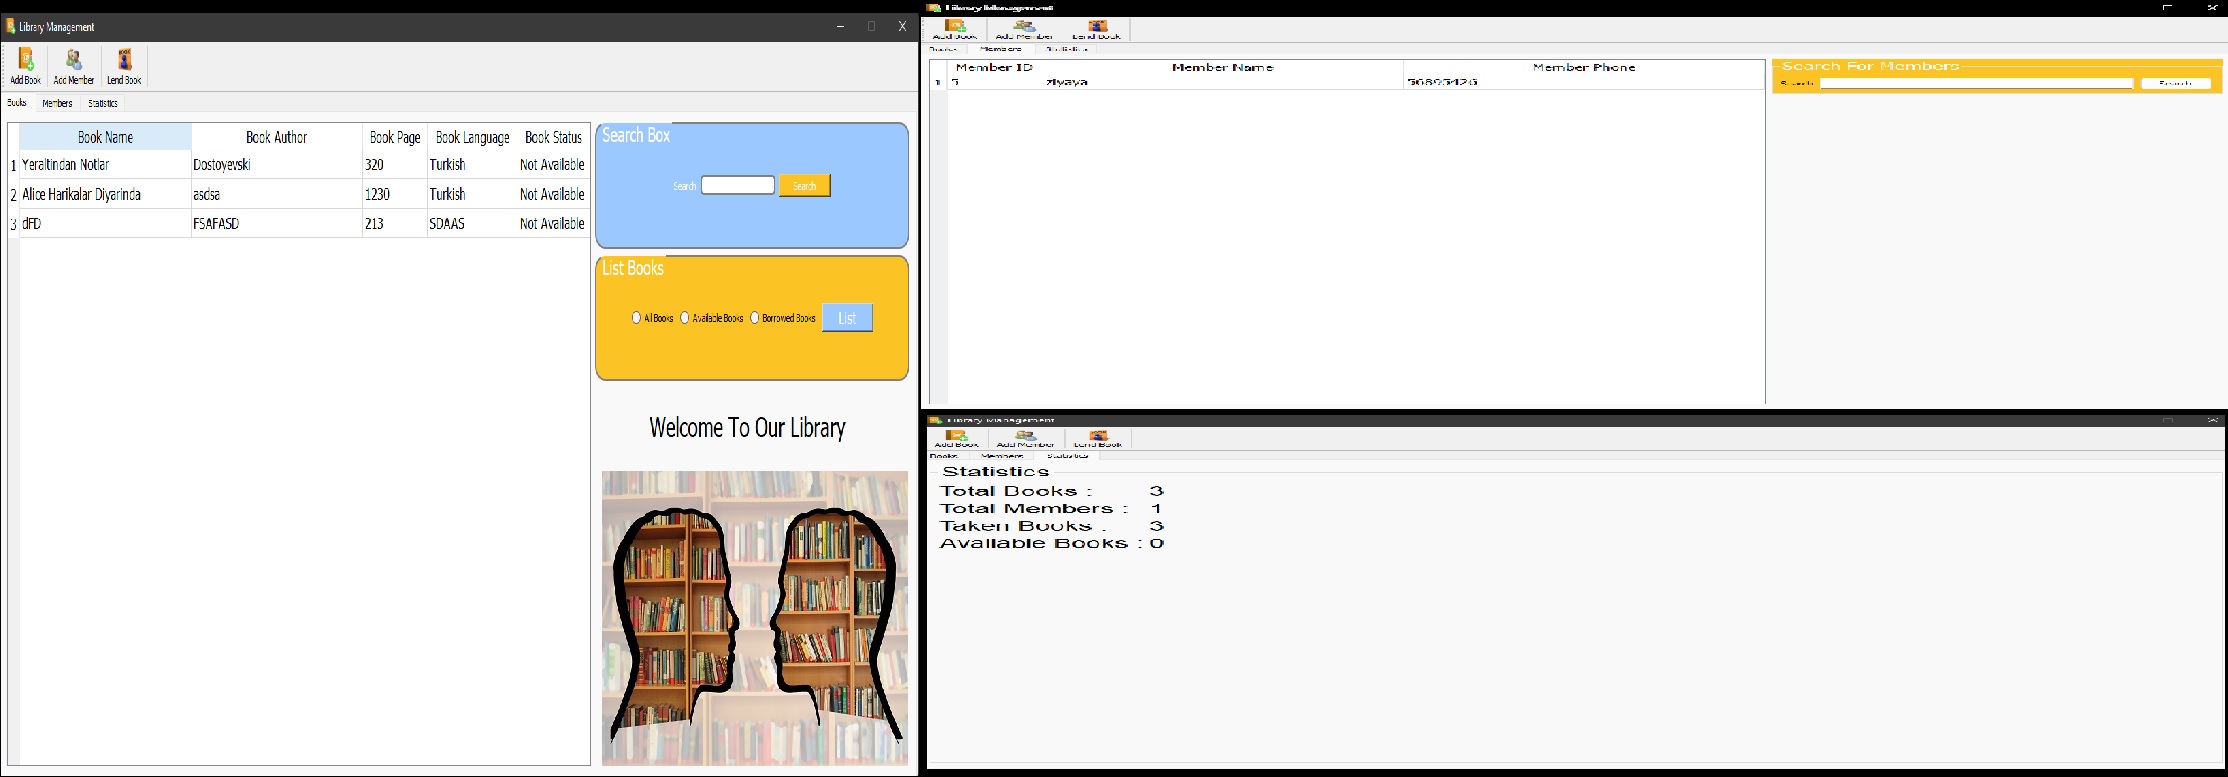 Library Management
Add Book Add Member Lend Book
Books Members Statistics
Book Name Book Author Book Page Book Language Book Status
1 Yeraltindan Notlar Dostoyevski 320 Turkish Not Available
2 Alice Harikalar Diyarinda asdsa 1230 Turkish Not Available
3 dFD FSAFASD 213 SDAAS Not Available
Search Box
Search Search
List Books
All Books Available Books Borrowed Books List
Welcome To Our Library
Library Management
Add Book Add Member Lend Book
Books Members Statistics
Member ID Member Name Member Phone
1 5 ziyaya 56895426
Search For Members
Search Search
Library Management
Add Book Add Member Lend Book
Books Members Statistics
Statistics
Total Books : 3
Total Members : 1
Taken Books : 3
Available Books : 0